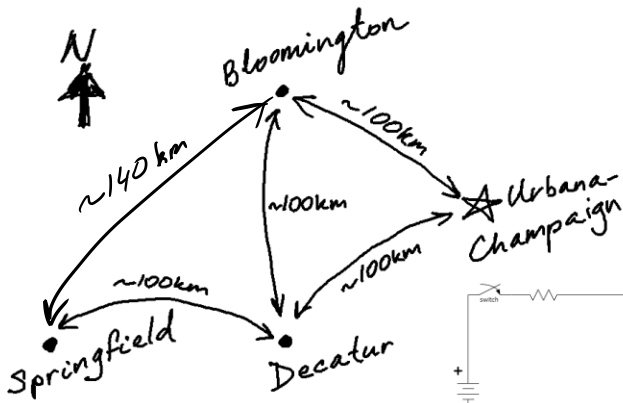 N
Bloomington
~140km
~100km
~100km
Urbana-
Champaign
~100km
~100km
switch
+
Springfield
Decatur